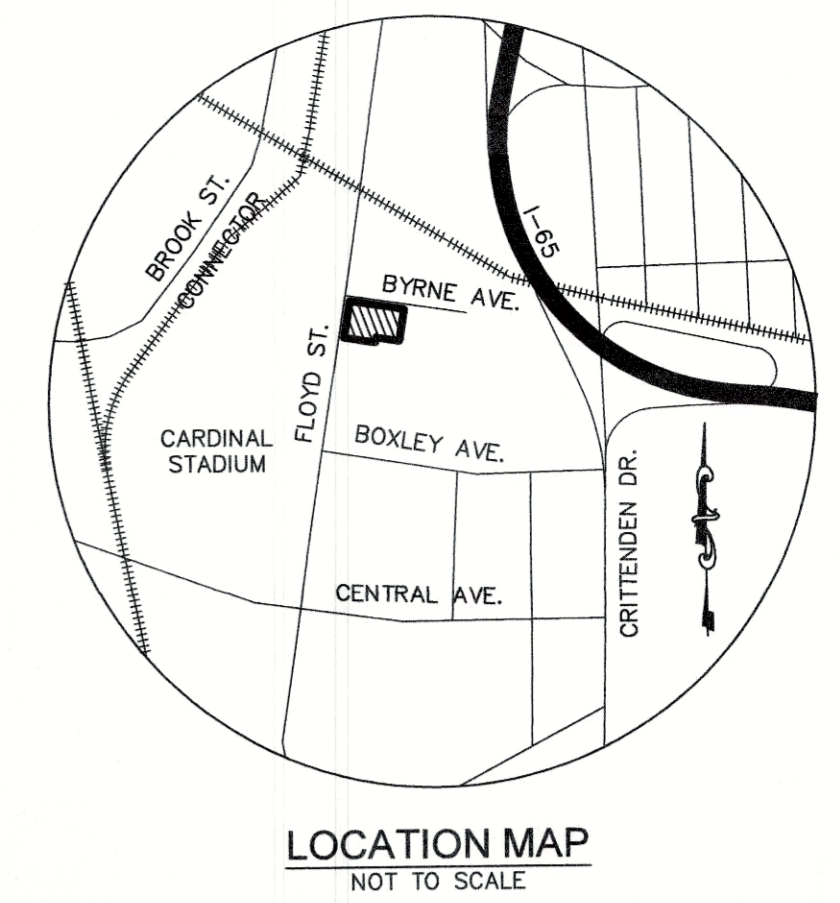 BROOK ST.
CONNECTOR
I-65
BYRNE AVE.
FLOYD ST.
CARDINAL
STADIUM
BOXLEY AVE.
CRITTENDEN DR.
CENTRAL AVE.
LOCATION MAP
NOT TO SCALE